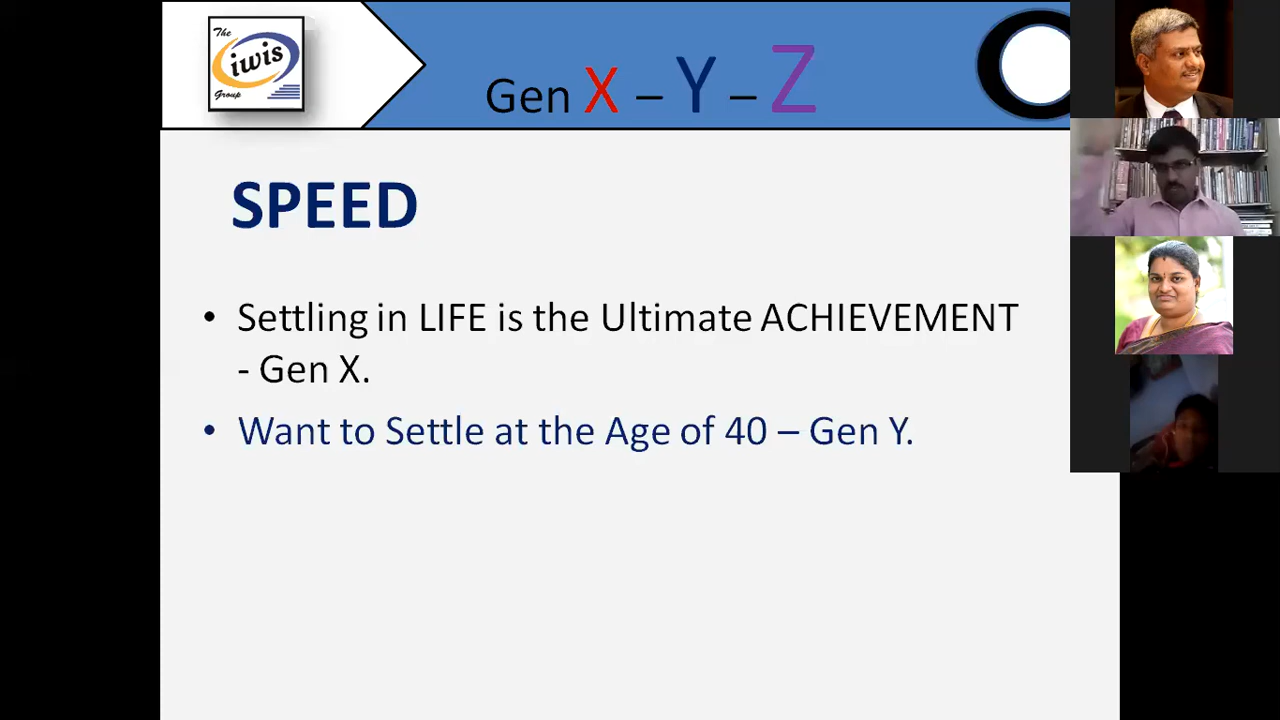 The
iwis
Group
Gen X – Y – Z
SPEED
• Settling in LIFE is the Ultimate ACHIEVEMENT
- Gen X.
• Want to Settle at the Age of 40 – Gen Y.